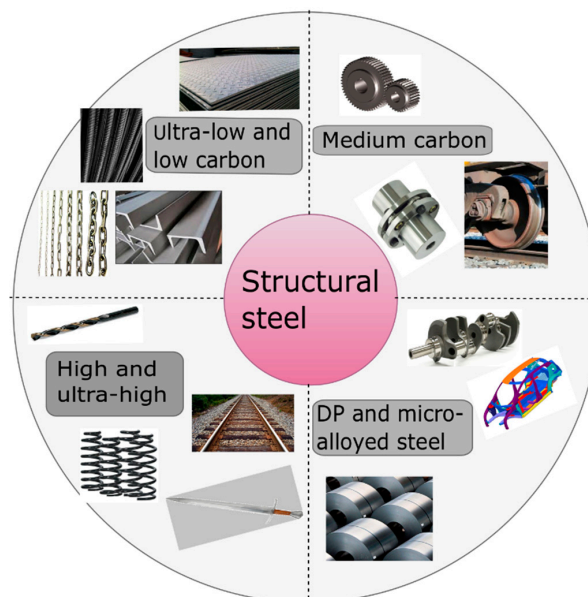 Ultra-low and
low carbon
Medium carbon
Structural
steel
High and
ultra-high
DP and micro-
alloyed steel